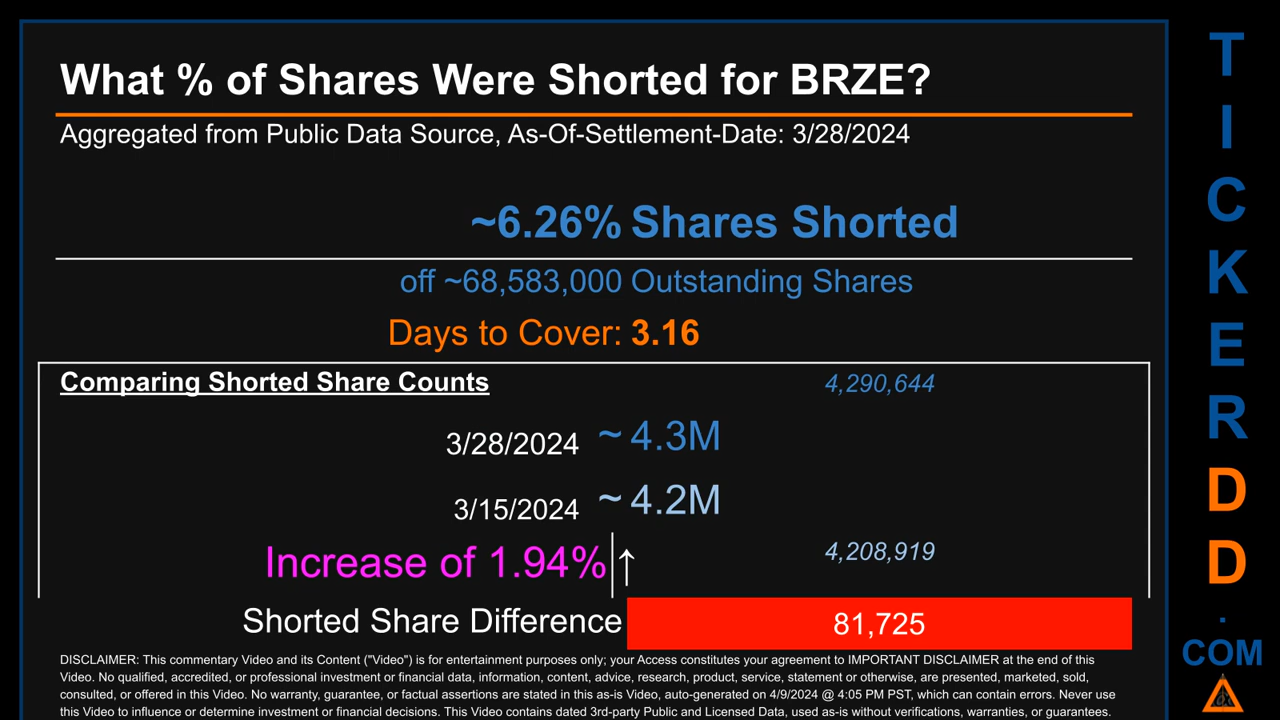 What % of Shares Were Shorted for BRZE?
Aggregated from Public Data Source, As-Of-Settlement-Date: 3/28/2024
~6.26% Shares Shorted
off ~68,583,000 Outstanding Shares
Days to Cover: 3.16
Comparing Shorted Share Counts
4,290,644
3/28/2024 ~ 4.3M
3/15/2024 ~ 4.2M
4,208,919
Increase of 1.94% ↑
Shorted Share Difference 81,725
DISCLAIMER: This commentary Video and its Content ("Video") is for entertainment purposes only; your Access constitutes your agreement to IMPORTANT DISCLAIMER at the end of this
Video. No qualified, accredited, or professional investment or financial data, information, content, advice, research, product, service, statement or otherwise, are presented, marketed, sold,
consulted, or offered in this Video. No warranty, guarantee, or factual assertions are stated in this as-is Video, auto-generated on 4/9/2024 @ 4:05 PM PST, which can contain errors. Never use
this Video to influence or determine investment or financial decisions. This Video contains dated 3rd-party Public and Licensed Data, used as-is without verifications, warranties, or guarantees.
T
I
C
K
E
R
D
D
.
COM